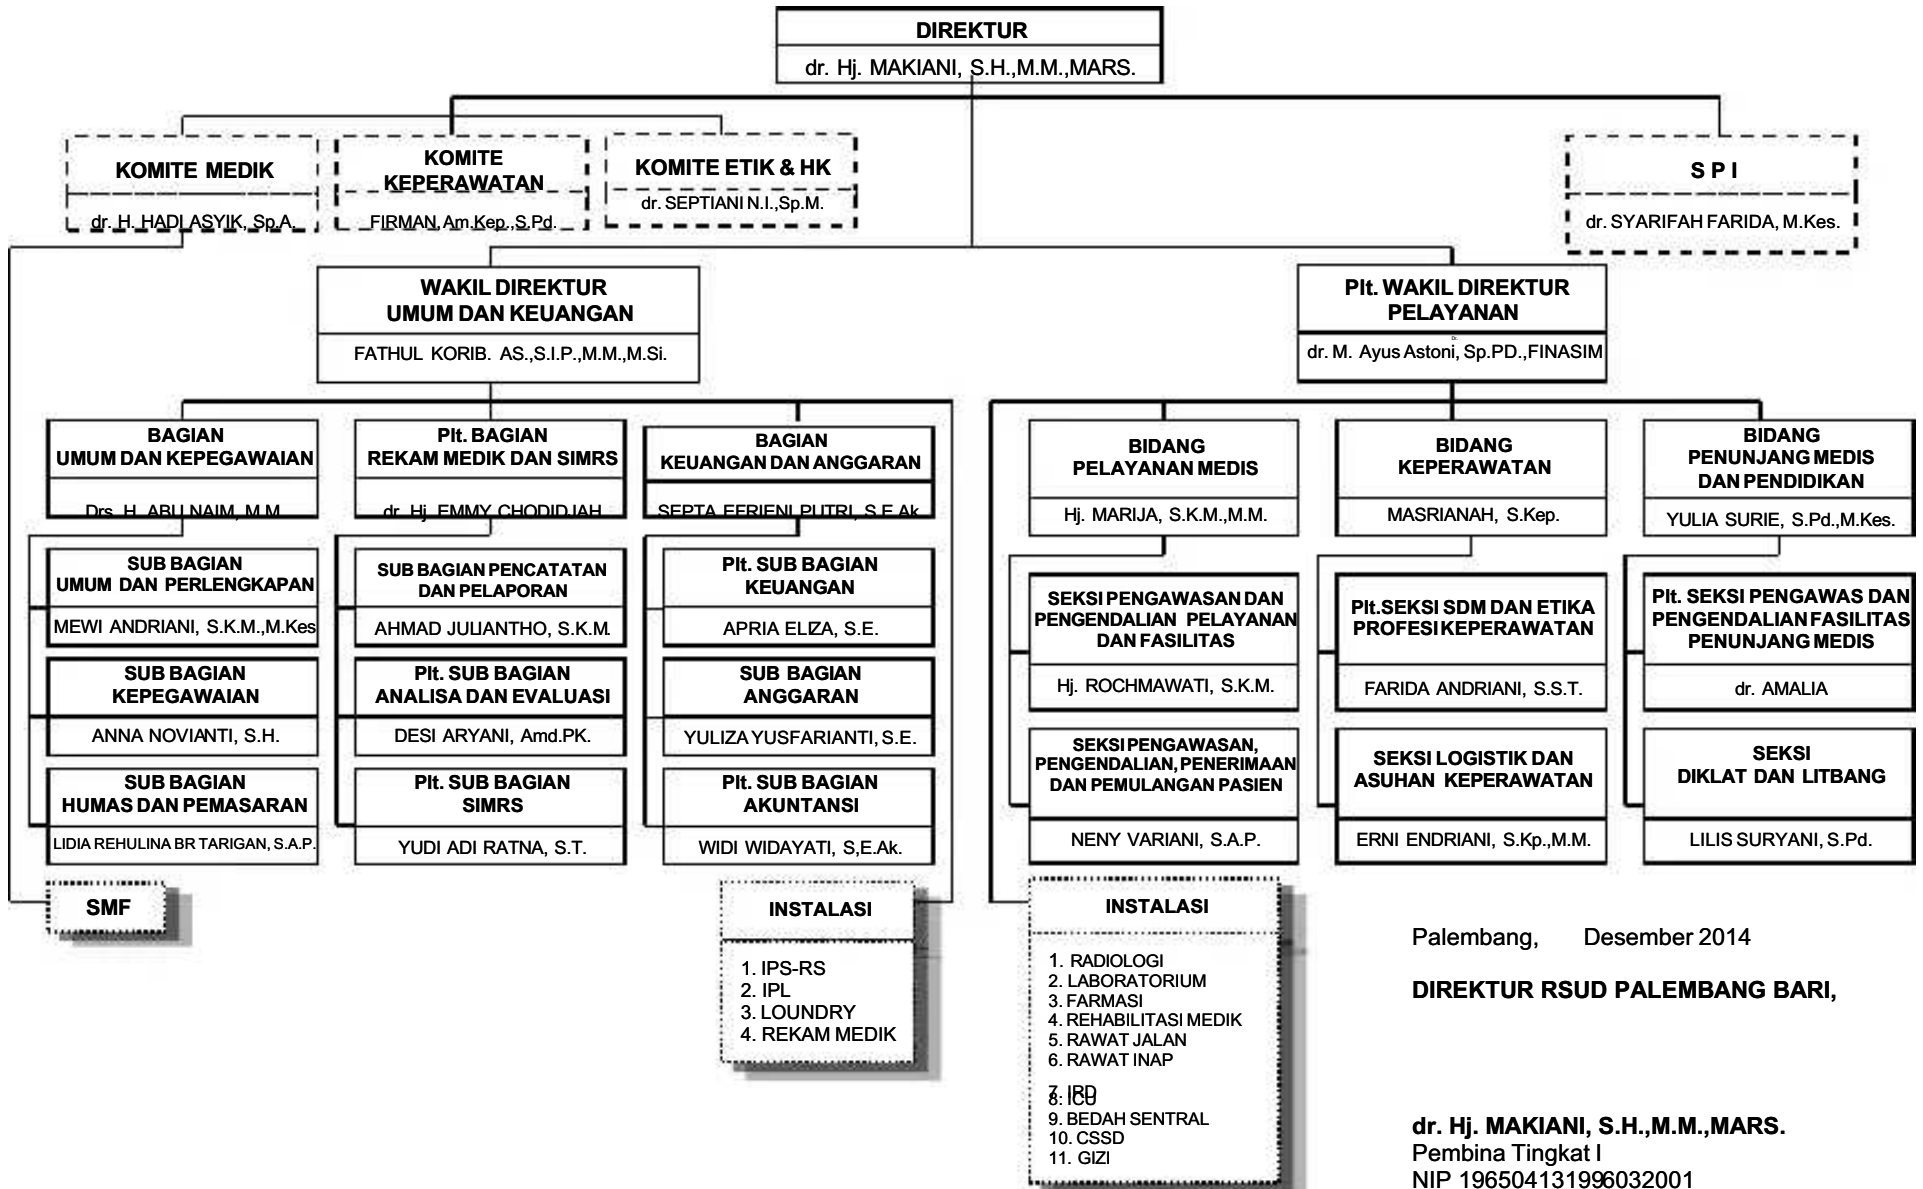 DIREKTUR
dr. Hj. MAKIANI, S.H.,M.M.,MARS.
KOMITE MEDIK
dr. H. HADI ASYIK, Sp.A.
KOMITE
KEPERAWATAN
FIRMAN, Am.Kep.,S.Pd.
KOMITE ETIK & HK
dr. SEPTIANI N.I.,Sp.M.
S P I
dr. SYARIFAH FARIDA, M.Kes.
WAKIL DIREKTUR
UMUM DAN KEUANGAN
FATHUL KORIB. AS.,S.I.P.,M.M.,M.Si.
Plt. WAKIL DIREKTUR
PELAYANAN
dr. M. Ayus Astoni, Sp.PD.,FINASIM
BAGIAN
UMUM DAN KEPEGAWAIAN
Drs. H. ABU NAIM, M.M.
Plt. BAGIAN
REKAM MEDIK DAN SIMRS
dr. Hj. EMMY CHODIDJAH
BAGIAN
KEUANGAN DAN ANGGARAN
SEPTA EFRIENI PUTRI, S.E.Ak
BIDANG
PELAYANAN MEDIS
Hj. MARIJA, S.K.M.,M.M.
BIDANG
KEPERAWATAN
MASRIANAH, S.Kep.
BIDANG
PENUNJANG MEDIS
DAN PENDIDIKAN
YULIA SURIE, S.Pd.,M.Kes.
SUB BAGIAN
UMUM DAN PERLENGKAPAN
MEWI ANDRIANI, S.K.M.,M.Kes
SUB BAGIAN PENCATATAN
DAN PELAPORAN
AHMAD JULIANTHO, S.K.M.
Plt. SUB BAGIAN
KEUANGAN
APRIA ELIZA, S.E.
SEKSI PENGAWASAN DAN
PENGENDALIAN PELAYANAN
DAN FASILITAS
Hj. ROCHMAWATI, S.K.M.
Plt.SEKSI SDM DAN ETIKA
PROFESI KEPERAWATAN
FARIDA ANDRIANI, S.S.T.
Plt. SEKSI PENGAWAS DAN
PENGENDALIAN FASILITAS
PENUNJANG MEDIS
dr. AMALIA
SUB BAGIAN
KEPEGAWAIAN
ANNA NOVIANTI, S.H.
Plt. SUB BAGIAN
ANALISA DAN EVALUASI
DESI ARYANI, Amd.PK.
SUB BAGIAN
ANGGARAN
YULIZA YUSFARIANTI, S.E.
SUB BAGIAN
HUMAS DAN PEMASARAN
LIDIA REHULINA BR TARIGAN, S.A.P.
Plt. SUB BAGIAN
SIMRS
YUDI ADI RATNA, S.T.
Plt. SUB BAGIAN
AKUNTANSI
WIDI WIDAYATI, S,E.Ak.
SEKSI PENGAWASAN,
PENGENDALIAN, PENERIMAAN
DAN PEMULANGAN PASIEN
NENY VARIANI, S.A.P.
SEKSI LOGISTIK DAN
ASUHAN KEPERAWATAN
ERNI ENDRIANI, S.Kp.,M.M.
SEKSI
DIKLAT DAN LITBANG
LILIS SURYANI, S.Pd.
SMF
INSTALASI
1. IPS-RS
2. IPL
3. LOUNDRY
4. REKAM MEDIK
INSTALASI
1. RADIOLOGI
2. LABORATORIUM
3. FARMASI
4. REHABILITASI MEDIK
5. RAWAT JALAN
6. RAWAT INAP
7. IRD
8. ICU
9. BEDAH SENTRAL
10. CSSD
11. GIZI
Palembang, Desember 2014
DIREKTUR RSUD PALEMBANG BARI,
dr. Hj. MAKIANI, S.H.,M.M.,MARS.
Pembina Tingkat I
NIP 196504131996032001